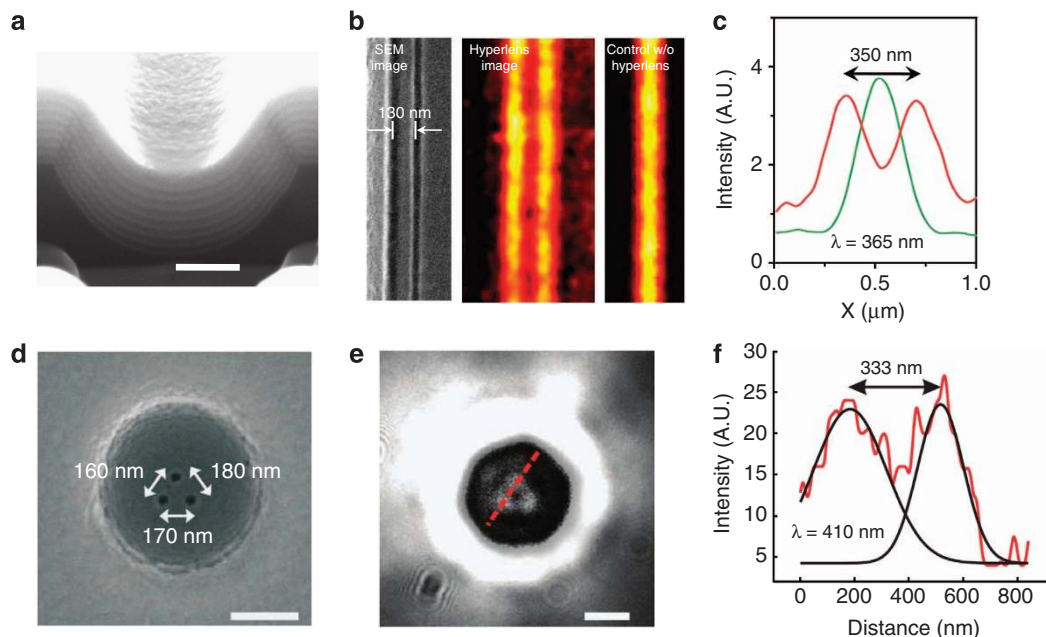 a
b
c
SEM
image
130 nm
Hyperlens
image
Control w/o
hyperlens
350 nm
Intensity (A.U.)
4
2
0
λ = 365 nm
0.0
0.5
1.0
X (μm)
d
160 nm
180 nm
170 nm
e
f
333 nm
Intensity (A.U.)
30
25
20
15
10
5
λ = 410 nm
0
200
400
600
800
Distance (nm)